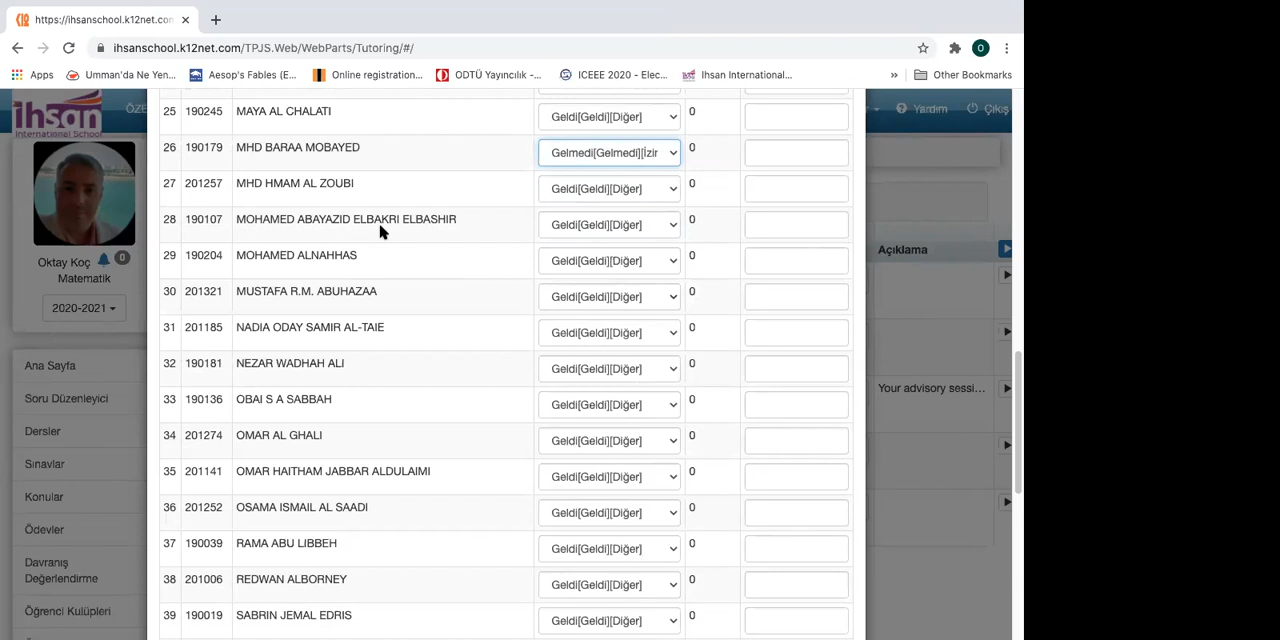 https://ihsanschool.k12net.con
ihsanschool.k12net.com/TPJS.Web/WebParts/Tutoring/#/
O
Apps
Umman'da Ne Yen...
Aesop's Fables (E...
Online registration...
ODTÜ Yayıncılık -...
ICEEE 2020 - Elec...
Ihsan International...
»
Other Bookmarks
ihsan
International School
ÖZE
Yardım
Çıkış
Oktay Koç
0
Matematik
2020-2021
Ana Sayfa
Soru Düzenleyici
Dersler
Sınavlar
Konular
Ödevler
Davranış
Değerlendirme
Öğrenci Kulüpleri
25 190245 MAYA AL CHALATI Geldi[Geldi][Diğer] 0
26 190179 MHD BARAA MOBAYED Gelmedi[Gelmedi][İzir 0
27 201257 MHD HMAM AL ZOUBI Geldi[Geldi][Diğer] 0
28 190107 MOHAMED ABAYAZID ELBAKRI ELBASHIR Geldi[Geldi][Diğer] 0
29 190204 MOHAMED ALNAHHAS Geldi[Geldi][Diğer] 0
30 201321 MUSTAFA R.M. ABUHAZAA Geldi[Geldi][Diğer] 0
31 201185 NADIA ODAY SAMIR AL-TAIE Geldi[Geldi][Diğer] 0
32 190181 NEZAR WADHAH ALI Geldi[Geldi][Diğer] 0
33 190136 OBAI S A SABBAH Geldi[Geldi][Diğer] 0
34 201274 OMAR AL GHALI Geldi[Geldi][Diğer] 0
35 201141 OMAR HAITHAM JABBAR ALDULAIMI Geldi[Geldi][Diğer] 0
36 201252 OSAMA ISMAIL AL SAADI Geldi[Geldi][Diğer] 0
37 190039 RAMA ABU LIBBEH Geldi[Geldi][Diğer] 0
38 201006 REDWAN ALBORNEY Geldi[Geldi][Diğer] 0
39 190019 SABRIN JEMAL EDRIS Geldi[Geldi][Diğer] 0
Açıklama
Your advisory sessi...